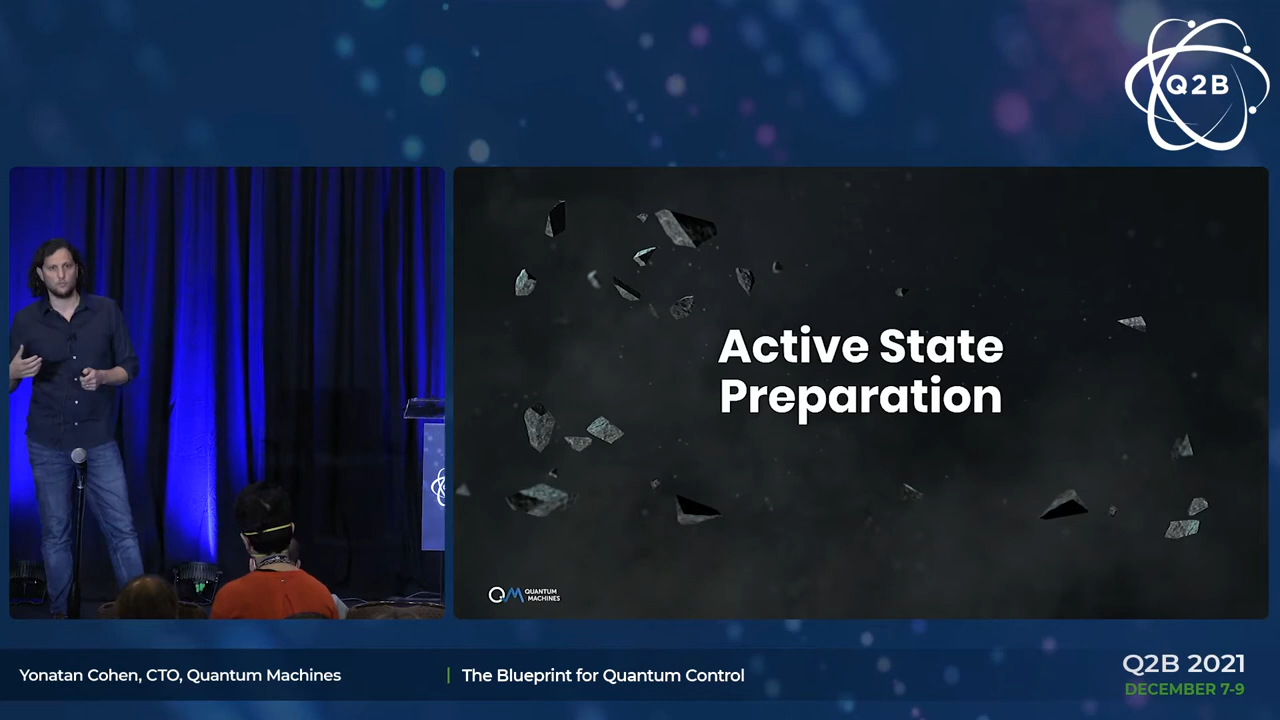 Q2B
Active State
Preparation
QM QUANTUM
MACHINES
Yonatan Cohen, CTO, Quantum Machines
The Blueprint for Quantum Control
Q2B 2021
DECEMBER 7-9